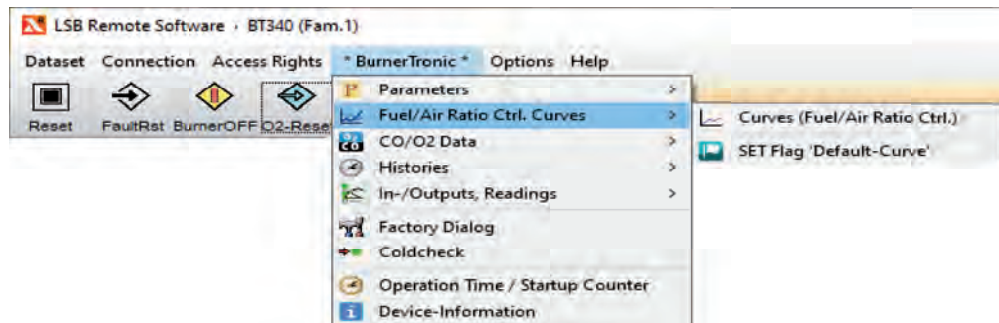 LSB Remote Software › BT340 (Fam.1)
Dataset Connection Access Rights * BurnerTronic * Options Help
Reset FaultRst BurnerOFF O2-Rese
Parameters >
Fuel/Air Ratio Ctrl. Curves >
CO/O2 Data >
Histories >
In-/Outputs, Readings >
Factory Dialog
Coldcheck
Operation Time / Startup Counter
Device-Information
Curves (Fuel/Air Ratio Ctrl.)
SET Flag 'Default-Curve'